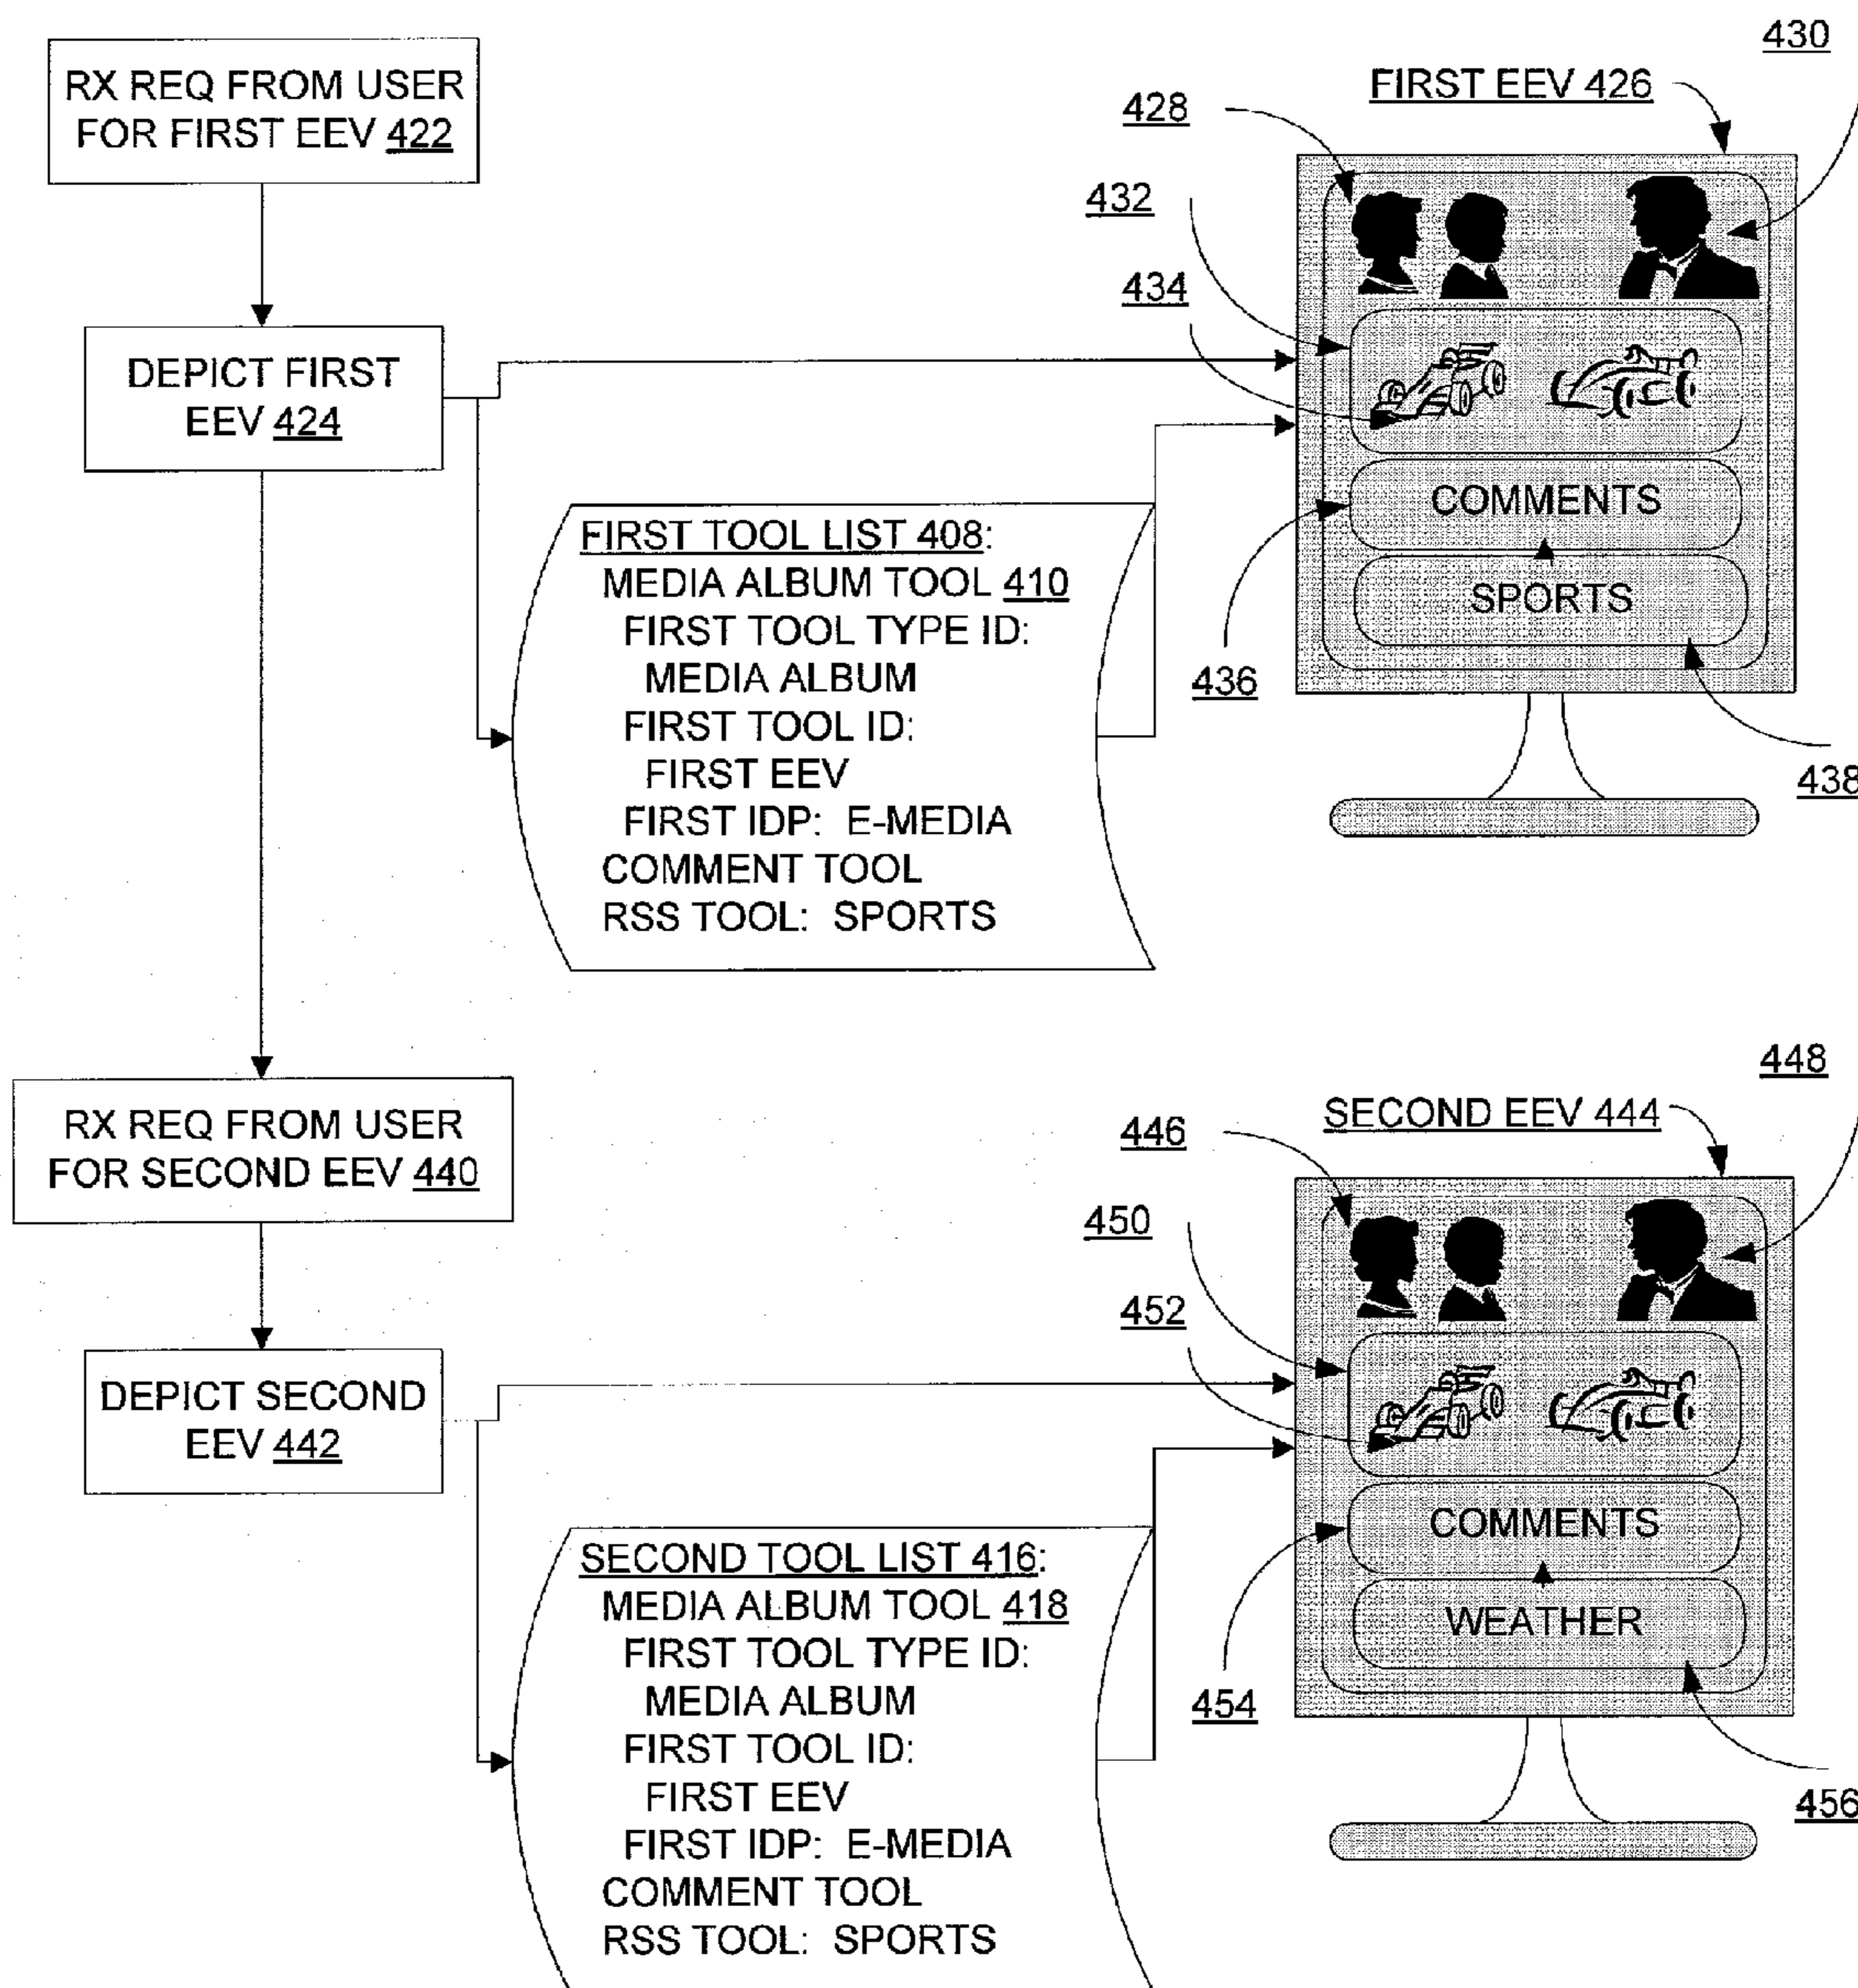 RX REQ FROM USER
FOR FIRST EEV 422
DEPICT FIRST
EEV 424
FIRST TOOL LIST 408:
MEDIA ALBUM TOOL 410
FIRST TOOL TYPE ID:
MEDIA ALBUM
FIRST TOOL ID:
FIRST EEV
FIRST IDP: E-MEDIA
COMMENT TOOL
RSS TOOL: SPORTS
430
FIRST EEV 426
428
432
434
COMMENTS
SPORTS
436
438
RX REQ FROM USER
FOR SECOND EEV 440
DEPICT SECOND
EEV 442
SECOND TOOL LIST 416:
MEDIA ALBUM TOOL 418
FIRST TOOL TYPE ID:
MEDIA ALBUM
FIRST TOOL ID:
FIRST EEV
FIRST IDP: E-MEDIA
COMMENT TOOL
RSS TOOL: SPORTS
448
SECOND EEV 444
446
450
452
COMMENTS
WEATHER
454
456